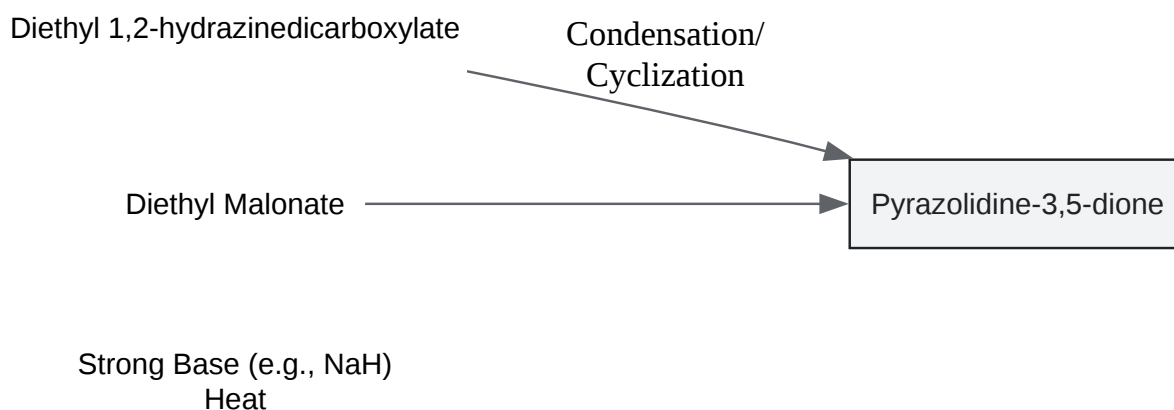 Diethyl 1,2-hydrazinedicarboxylate
Condensation/
Cyclization
Diethyl Malonate
Pyrazolidine-3,5-dione
Strong Base (e.g., NaH)
Heat